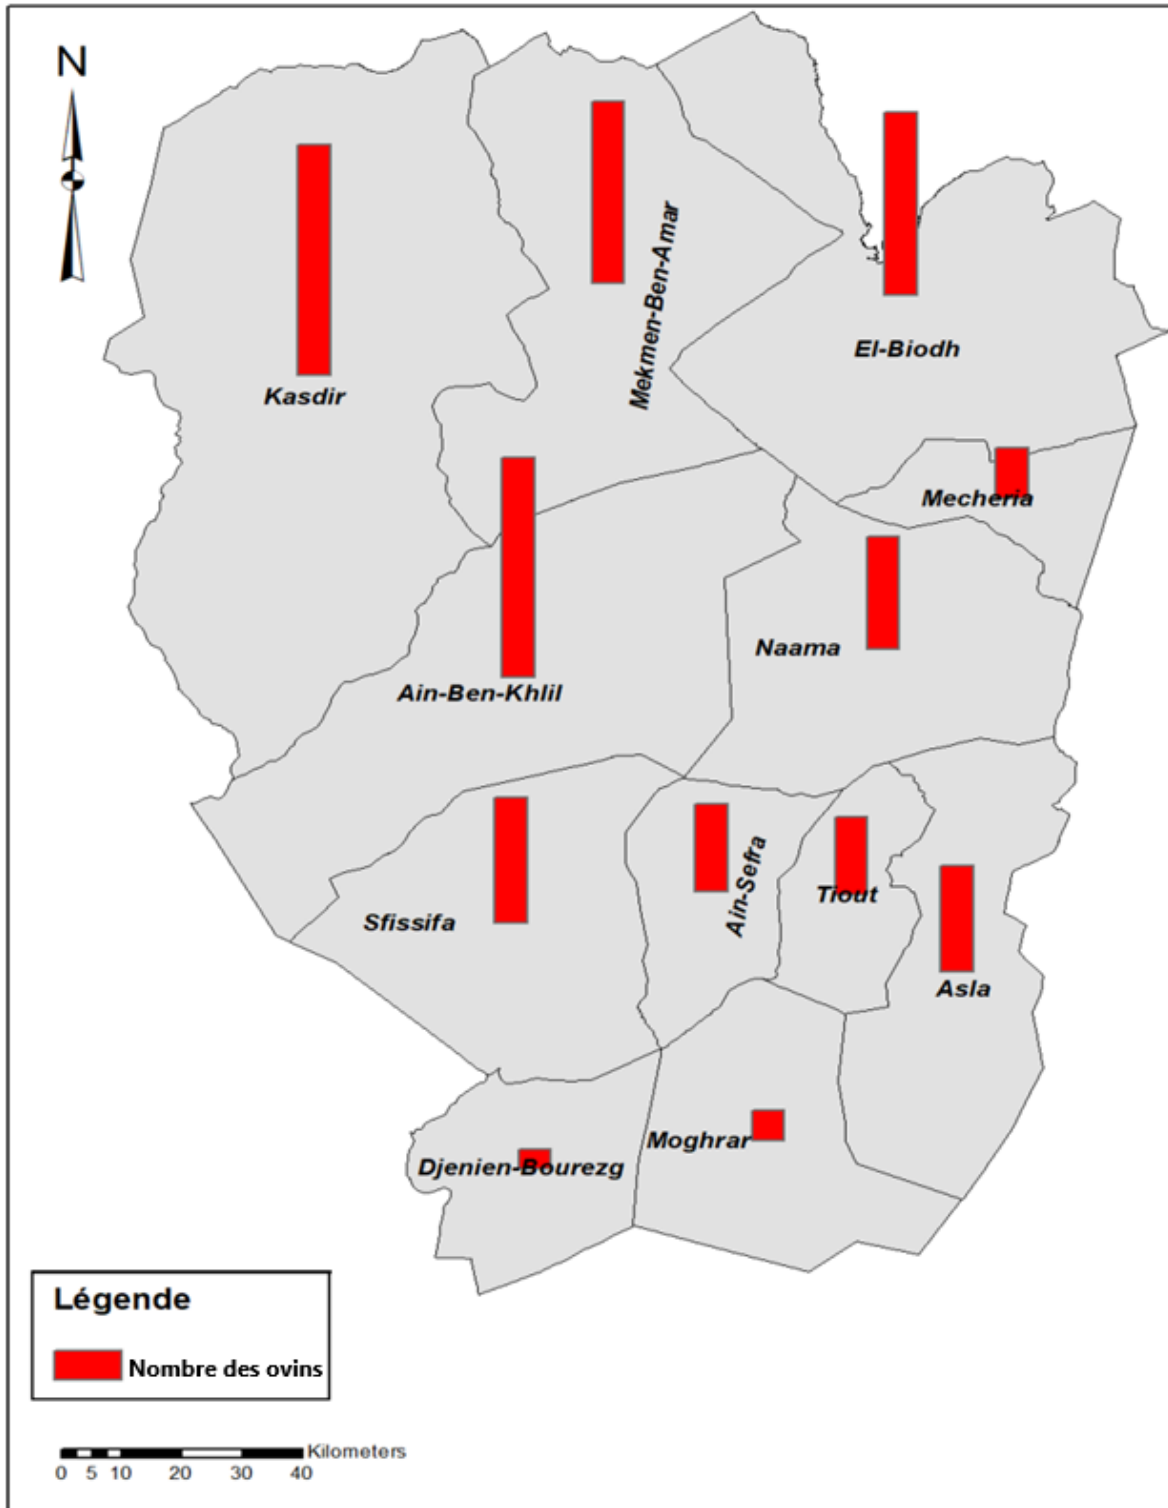 N
Mekmen-Ben-Amar
El-Biodh
Kasdir
Mecheria
Naama
Ain-Ben-Khlil
Ain-Sefra
Tiout
Sfissifa
Asla
Moghrar
Djenien-Bourezg
Légende
Nombre des ovins
Kilometers
0 5 10 20 30 40